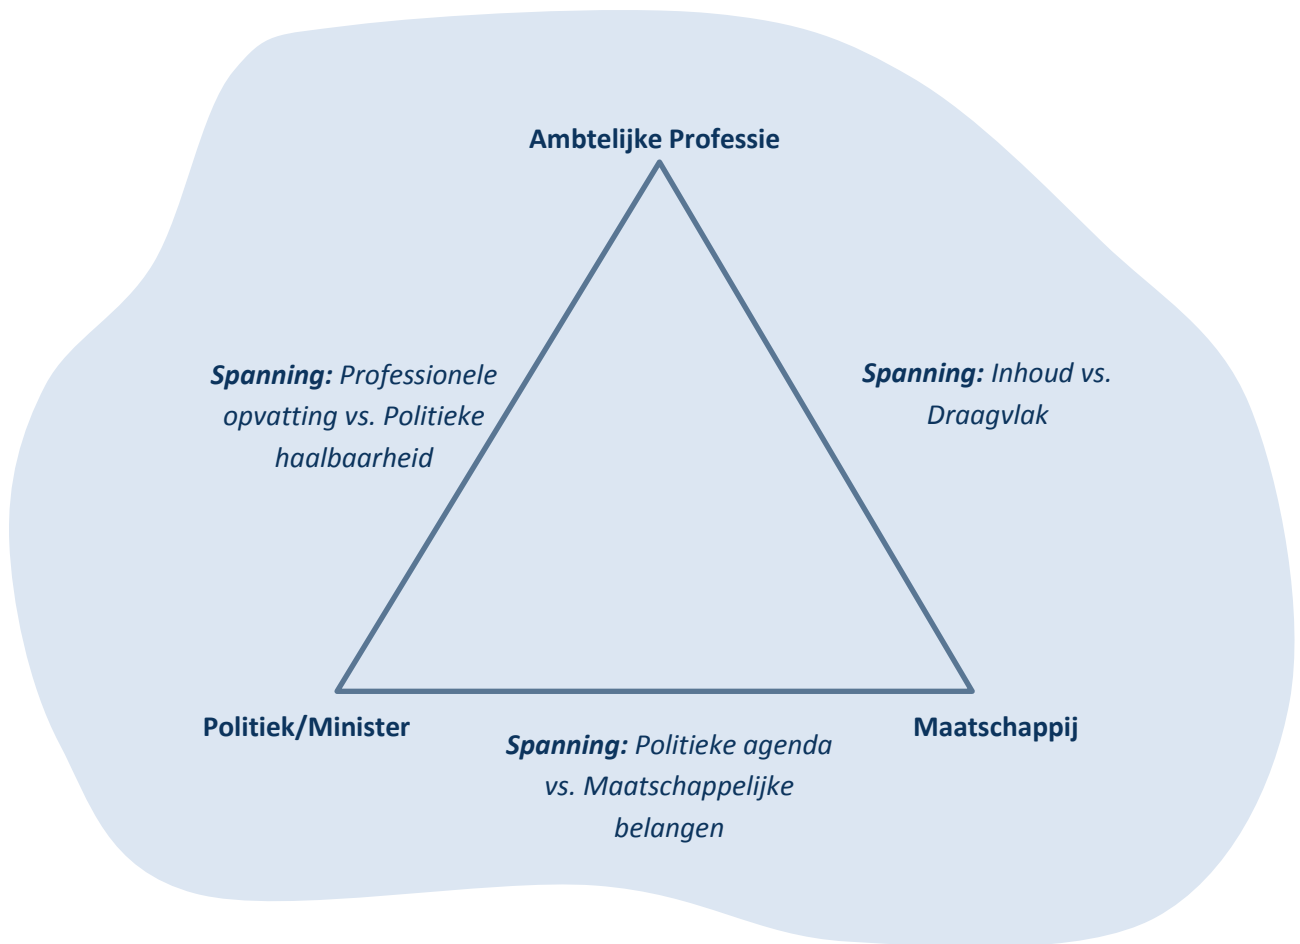 Ambtelijke Professie
Spanning: Professionele
opvatting vs. Politieke
haalbaarheid
Spanning: Inhoud vs.
Draagvlak
Politiek/Minister
Maatschappij
Spanning: Politieke agenda
vs. Maatschappelijke
belangen